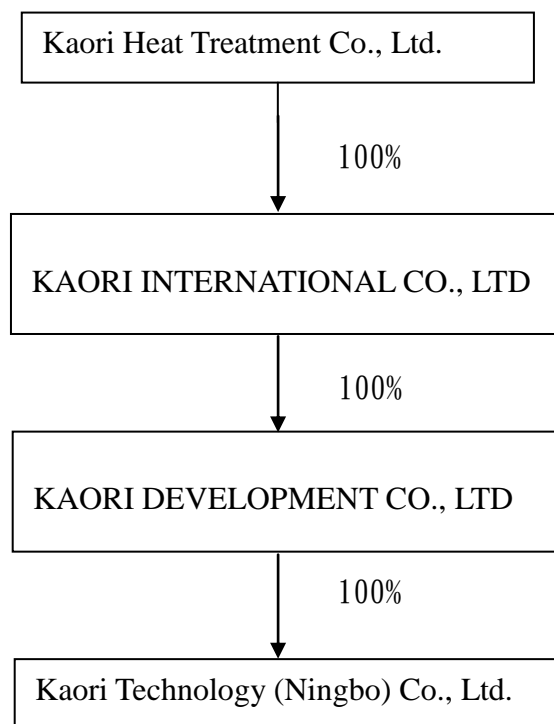 Kaori Heat Treatment Co., Ltd.
100%
KAORI INTERNATIONAL CO., LTD
100%
KAORI DEVELOPMENT CO., LTD
100%
Kaori Technology (Ningbo) Co., Ltd.